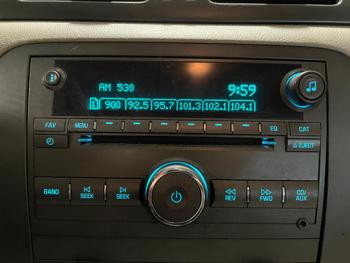 AM 530 9:59
1 900 92.5 95.7 101.3 102.1 104.1
FAV MENU EQ CAT
EJECT
BAND SEEK SEEK REV FWD CD/AUX